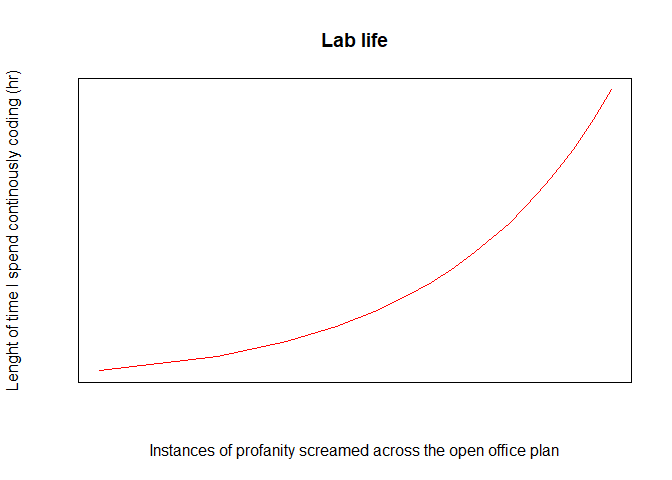 Lab life
Lenght of time I spend continously coding (hr)
Instances of profanity screamed across the open office plan